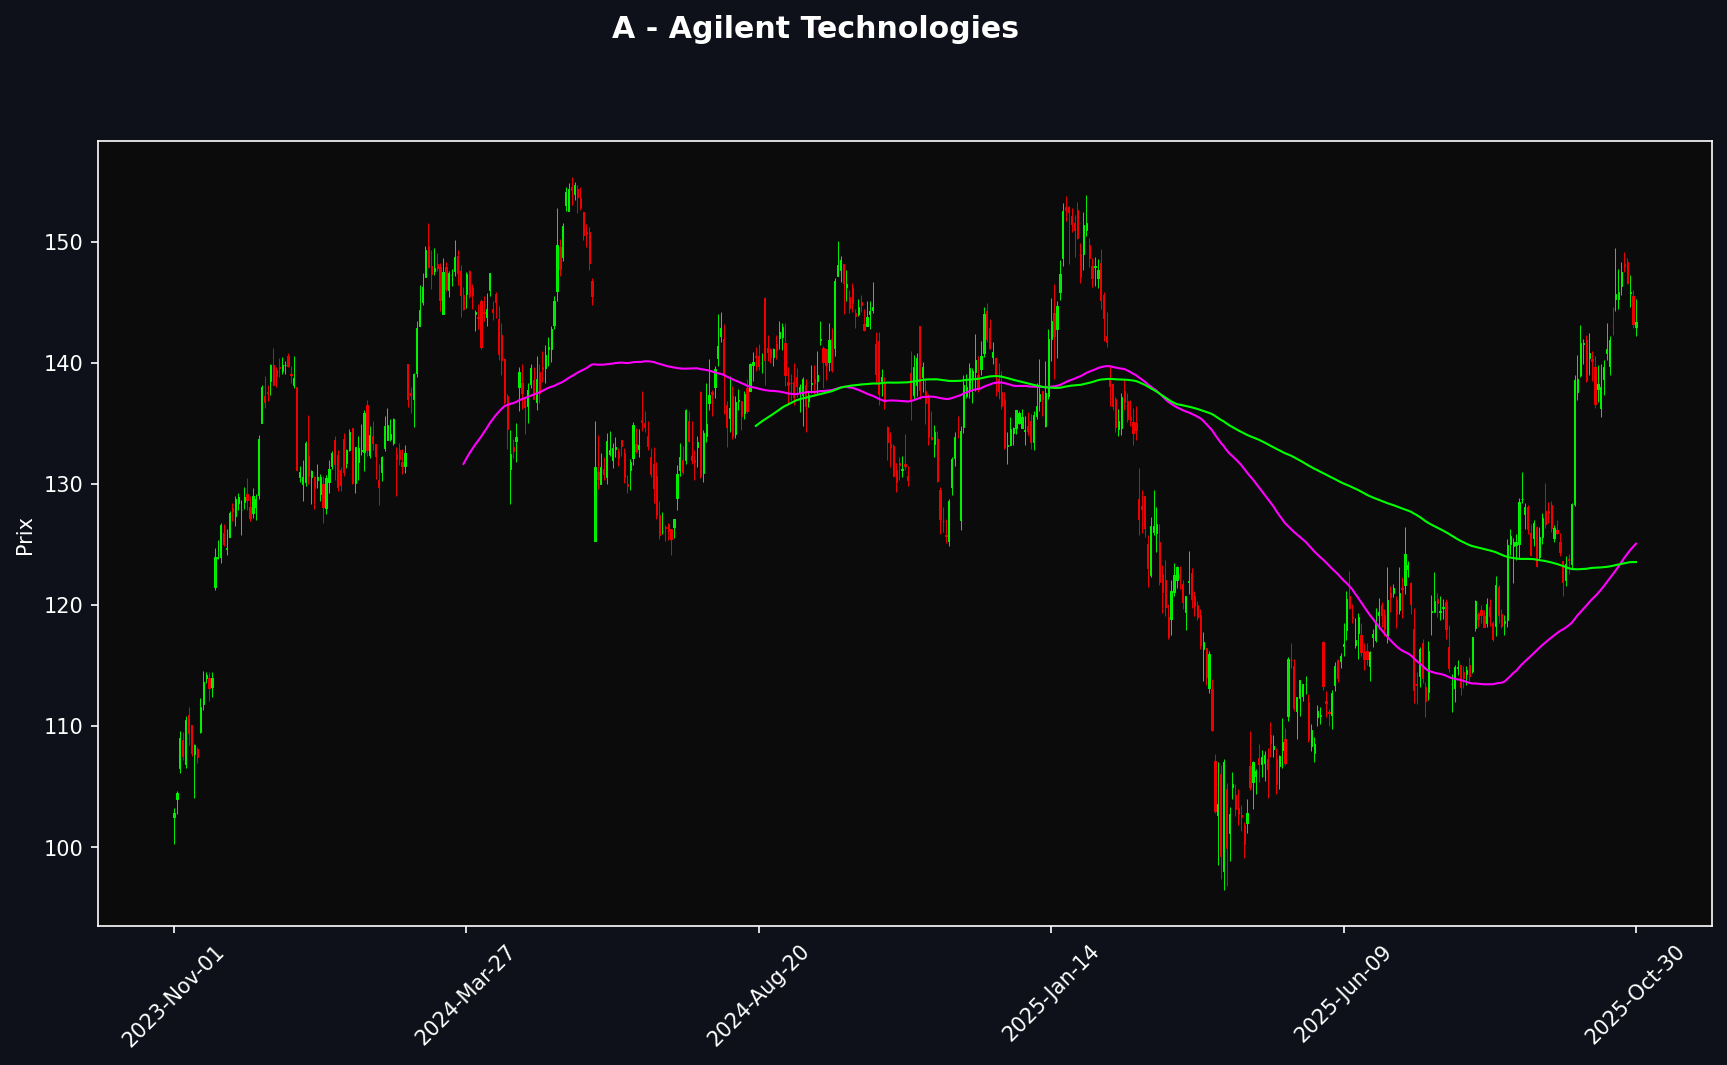 A - Agilent Technologies
Prix
150
140
130
120
110
100
2023-Nov-01
2024-Mar-27
2024-Aug-20
2025-Jan-14
2025-Jun-09
2025-Oct-30